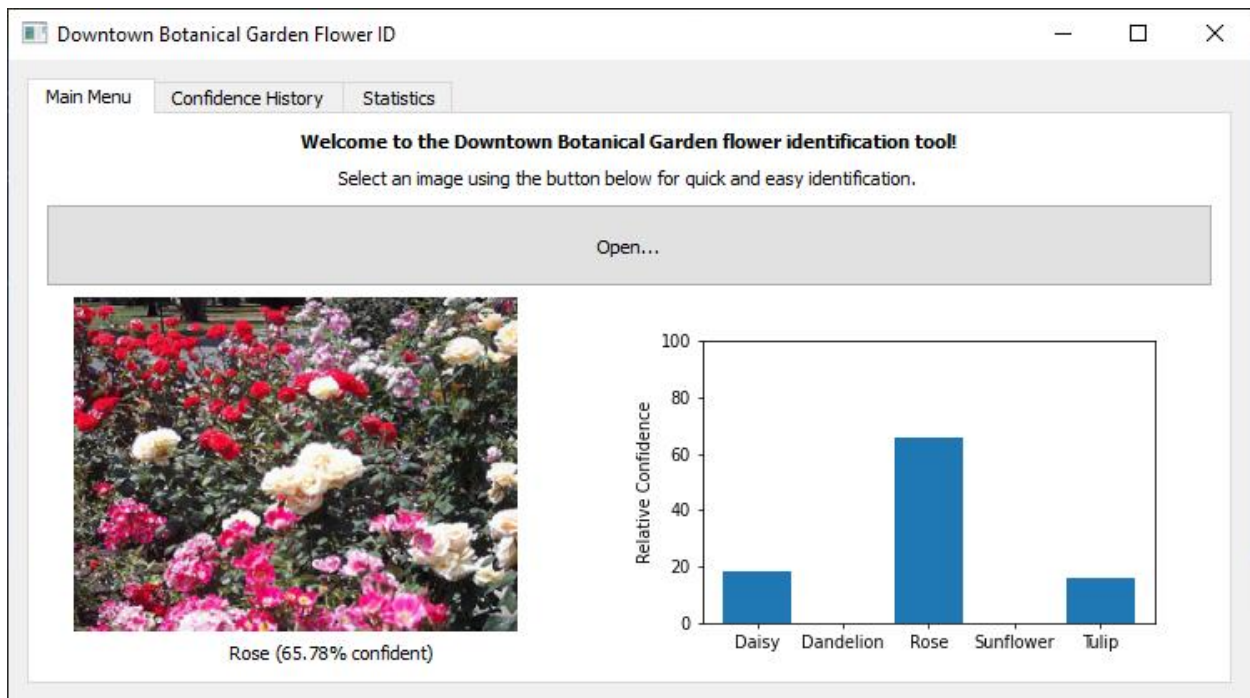 Downtown Botanical Garden Flower ID
Main Menu
Confidence History
Statistics
Welcome to the Downtown Botanical Garden flower identification tool!
Select an image using the button below for quick and easy identification.
Open...
Rose (65.78% confident)
Relative Confidence
100
80
60
40
20
0
Daisy Dandelion Rose Sunflower Tulip